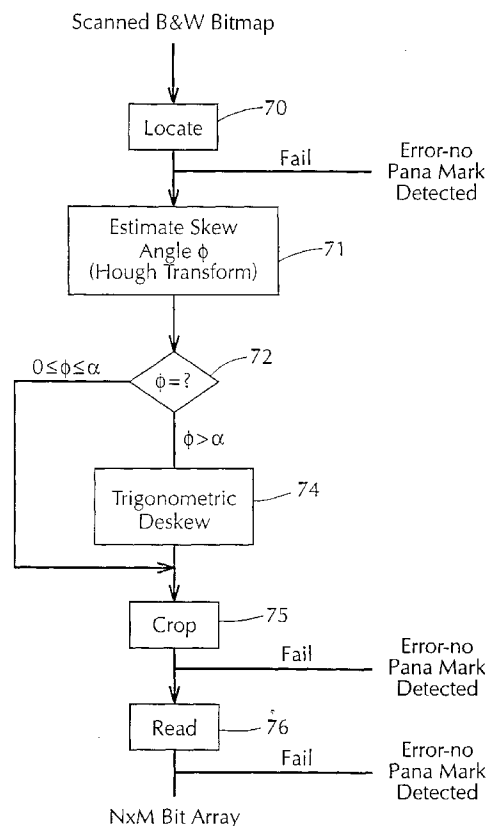 Scanned B&W Bitmap
Locate
70
Fail
Error-no
Pana Mark
Detected
Estimate Skew
Angle ϕ
(Hough Transform)
71
72
0≤ϕ≤α
ϕ=?
ϕ>α
Trigonometric
Deskew
74
Crop
75
Fail
Error-no
Pana Mark
Detected
Read
76
Fail
Error-no
Pana Mark
Detected
NxM Bit Array